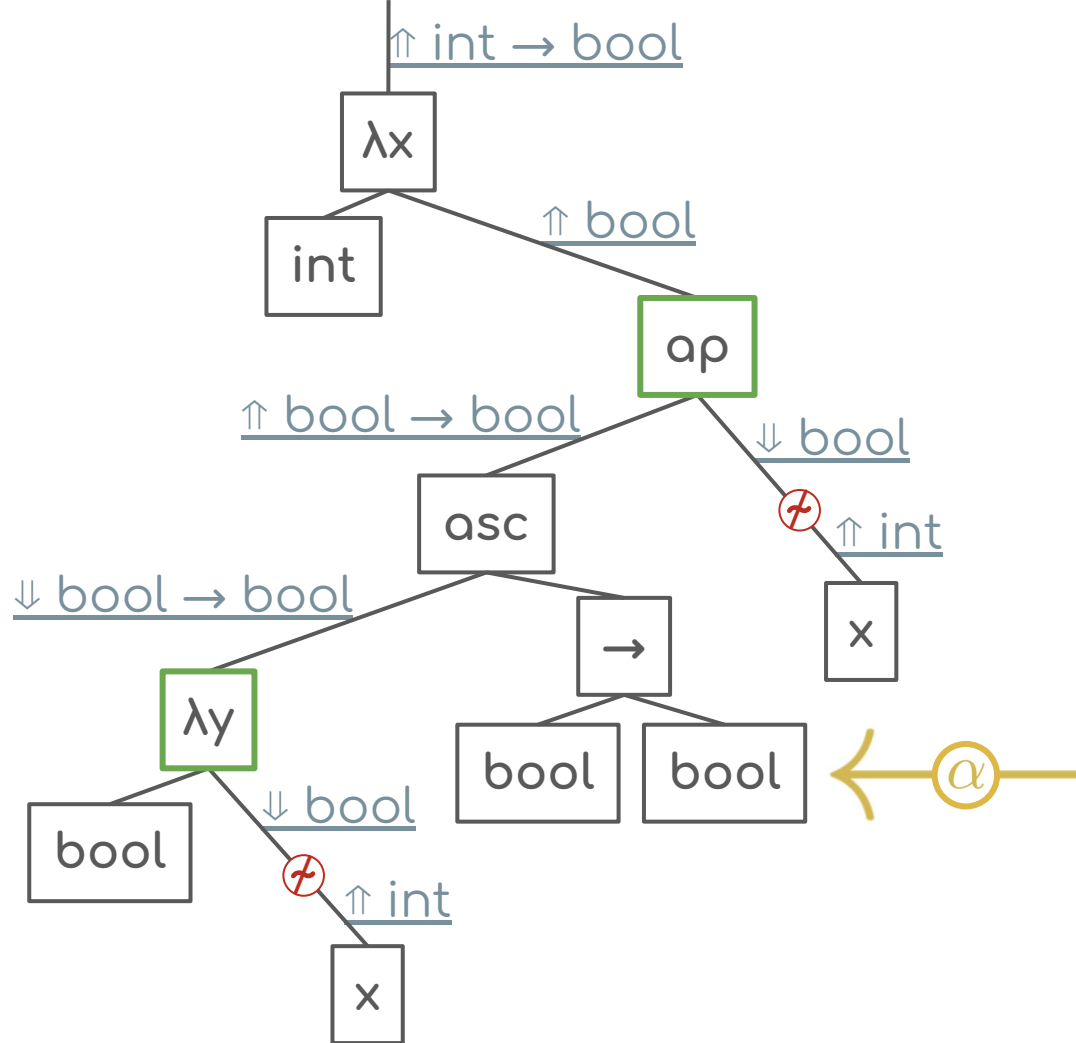 ⇑ int → bool
λx
⇑ bool
int
ap
⇑ bool → bool
⇓ bool
asc
≁
⇑ int
⇓ bool → bool
→
x
λy
bool
bool
α
⇓ bool
bool
≁
⇑ int
x